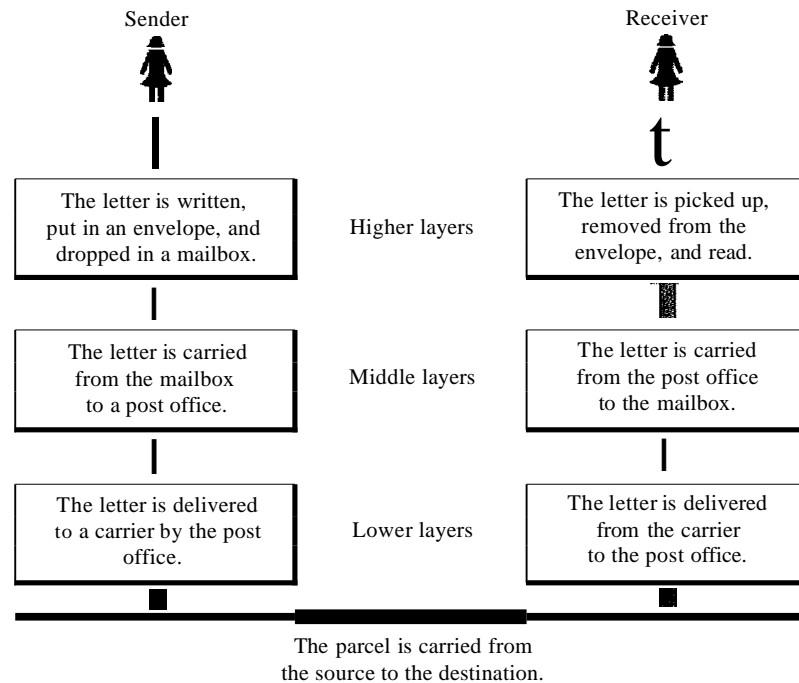 Sender
Receiver
t
The letter is written,
put in an envelope, and
dropped in a mailbox.
Higher layers
The letter is picked up,
removed from the
envelope, and read.
The letter is carried
from the mailbox
to a post office.
Middle layers
The letter is carried
from the post office
to the mailbox.
The letter is delivered
to a carrier by the post
office.
Lower layers
The letter is delivered
from the carrier
to the post office.
The parcel is carried from
the source to the destination.